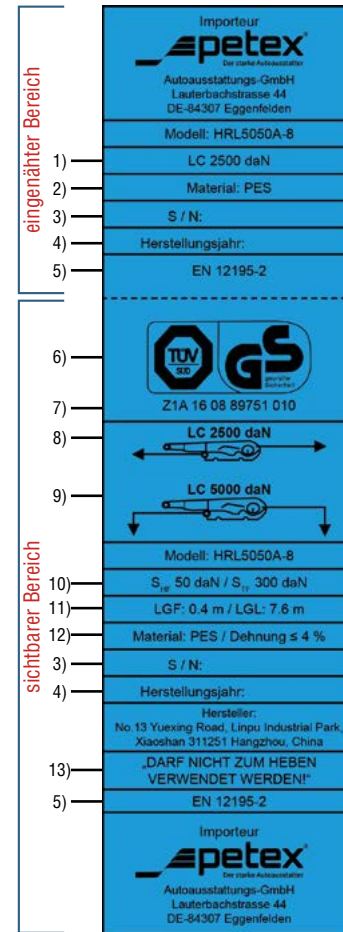 eingenähter Bereich
Importeur
petex®
Der starke Autoausstatter
Autoausstattungs-GmbH
Lauterbachstrasse 44
DE-84307 Eggenfelden
Modell: HRL5050A-8
1) LC 2500 daN
2) Material: PES
3) S / N:
4) Herstellungsjahr:
5) EN 12195-2
sichtbarer Bereich
6) TÜV SÜD GS geprüfte Sicherheit
7) Z1A 16 08 89751 010
8) LC 2500 daN
9) LC 5000 daN
Modell: HRL5050A-8
10) SHF 50 daN / STF 300 daN
11) LGF: 0.4 m / LGL: 7.6 m
12) Material: PES / Dehnung ≤ 4 %
3) S / N:
4) Herstellungsjahr:
Hersteller:
No.13 Yuexing Road, Linpu Industrial Park,
Xiaoshan 311251 Hangzhou, China
13) „DARF NICHT ZUM HEBEN
VERWENDET WERDEN!“
5) EN 12195-2
Importeur
petex®
Der starke Autoausstatter
Autoausstattungs-GmbH
Lauterbachstrasse 44
DE-84307 Eggenfelden